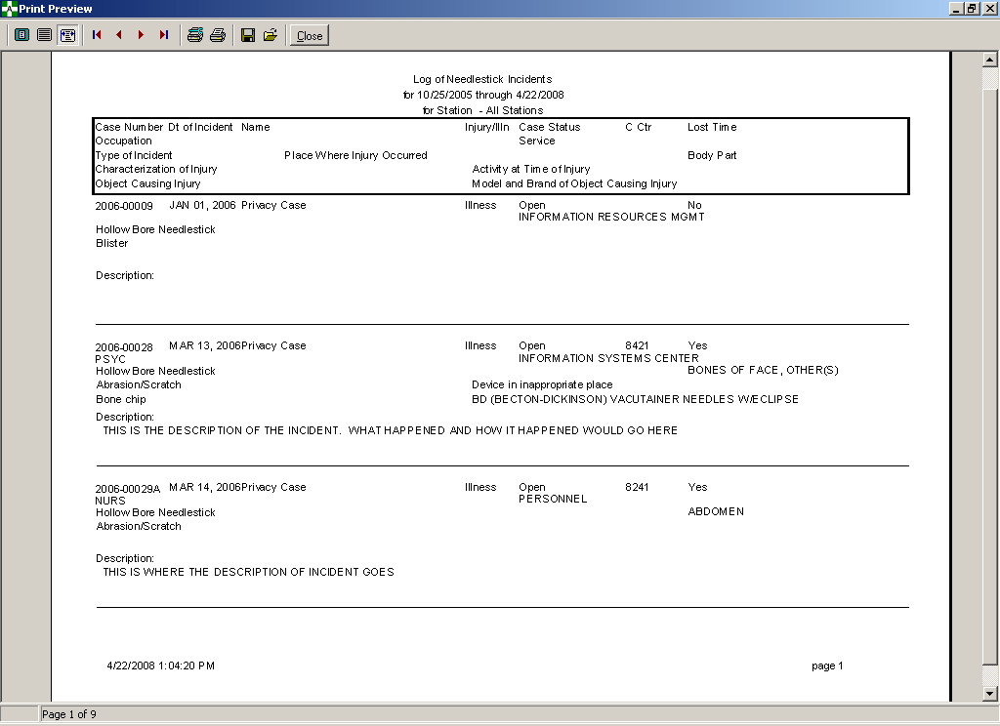 Print Preview
Close
Log of Needlestick Incidents
for 10/25/2005 through 4/22/2008
for Station - All Stations
Case Number Dt of Incident Name Injury/Illn Case Status C Ctr Lost Time
Occupation Service
Type of Incident Place Where Injury Occurred Body Part
Characterization of Injury Activity at Time of Injury
Object Causing Injury Model and Brand of Object Causing Injury
2006-00009 JAN 01, 2006 Privacy Case Illness Open No
INFORMATION RESOURCES MGMT
Hollow Bore Needlestick
Blister
Description:
2006-00028 MAR 13, 2006 Privacy Case Illness Open 8421 Yes
PSYC INFORMATION SYSTEMS CENTER
Hollow Bore Needlestick BONES OF FACE, OTHER(S)
Abrasion/Scratch Device in inappropriate place
Bone chip BD (BECTON-DICKINSON) VACUTAINER NEEDLES W/ECLIPSE
Description:
THIS IS THE DESCRIPTION OF THE INCIDENT. WHAT HAPPENED AND HOW IT HAPPENED WOULD GO HERE
2006-00029A MAR 14, 2006 Privacy Case Illness Open 8241 Yes
NURS PERSONNEL
Hollow Bore Needlestick ABDOMEN
Abrasion/Scratch
Description:
THIS IS WHERE THE DESCRIPTION OF INCIDENT GOES
4/22/2008 1:04:20 PM page 1
Page 1 of 9